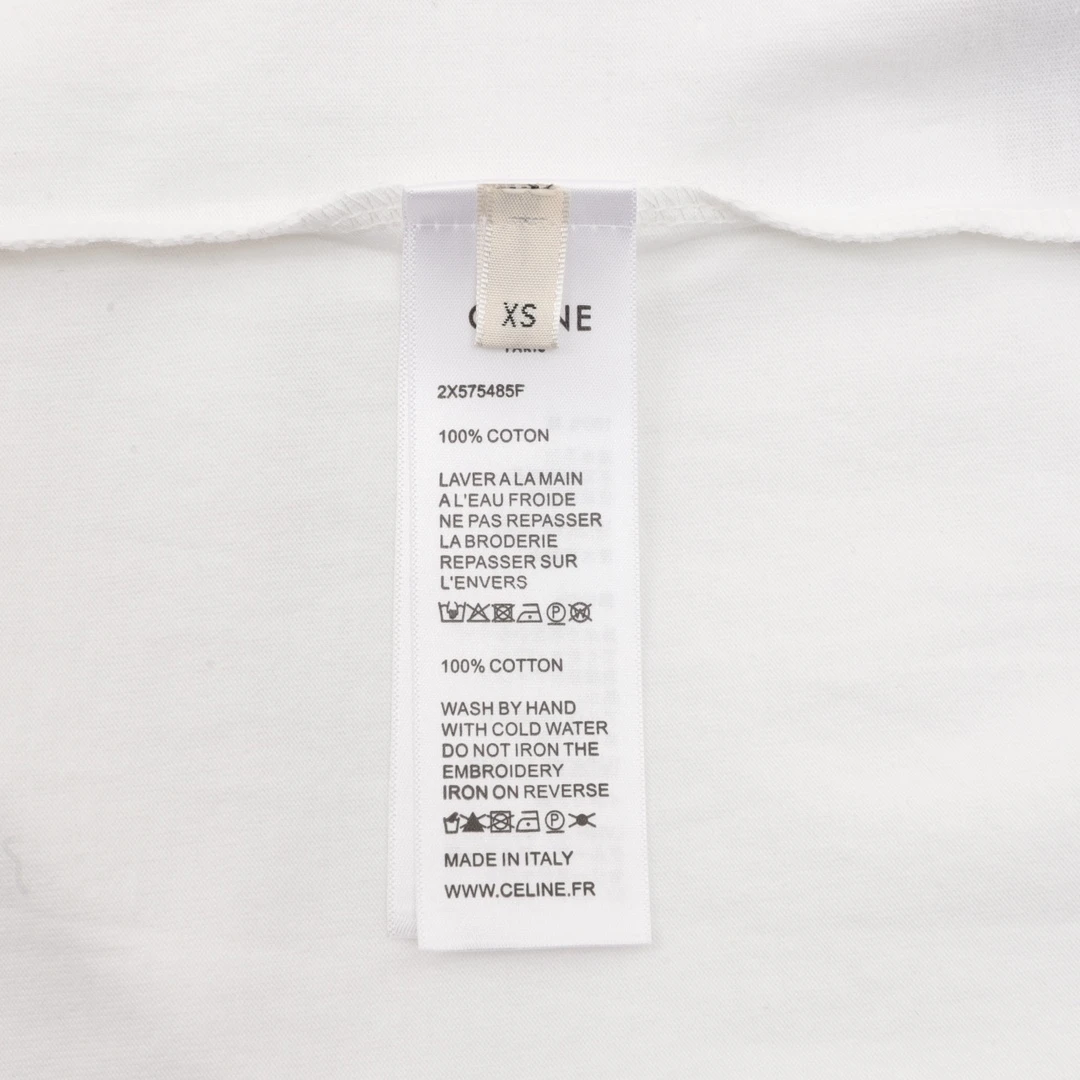 XS
NE
2X575485F
100% COTON
LAVER A LA MAIN
A L'EAU FROIDE
NE PAS REPASSER
LA BRODERIE
REPASSER SUR
L'ENVERS
100% COTTON
WASH BY HAND
WITH COLD WATER
DO NOT IRON THE
EMBROIDERY
IRON ON REVERSE
MADE IN ITALY
WWW.CELINE.FR